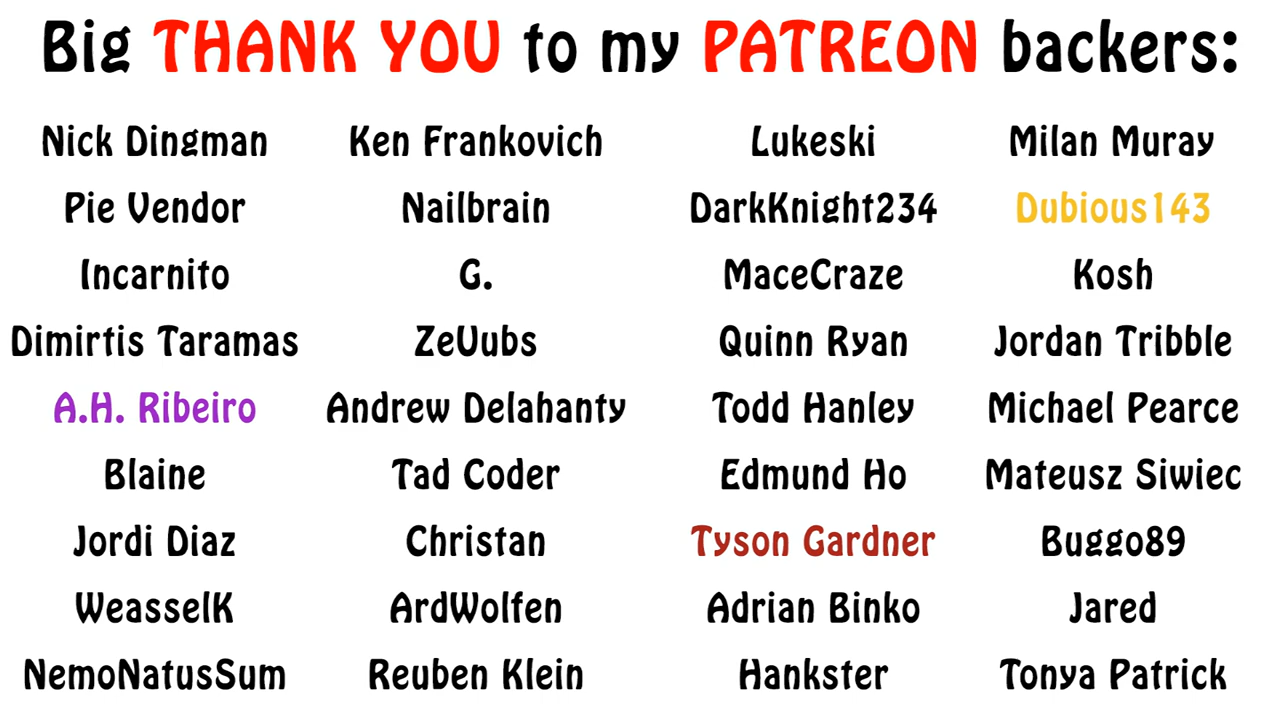 Big THANK YOU to my PATREON backers:
Nick Dingman Ken Frankovich Lukeski Milan Muray
Pie Vendor Nailbrain DarkKnight234 Dubious143
Incarnito G. MaceCraze Kosh
Dimirtis Taramas ZeVubs Quinn Ryan Jordan Tribble
A.H. Ribeiro Andrew Delahanty Todd Hanley Michael Pearce
Blaine Tad Coder Edmund Ho Mateusz Siwiec
Jordi Diaz Christan Tyson Gardner Buggo89
WeasselK ArdWolfen Adrian Binko Jared
NemoNatusSum Reuben Klein Hankster Tonya Patrick